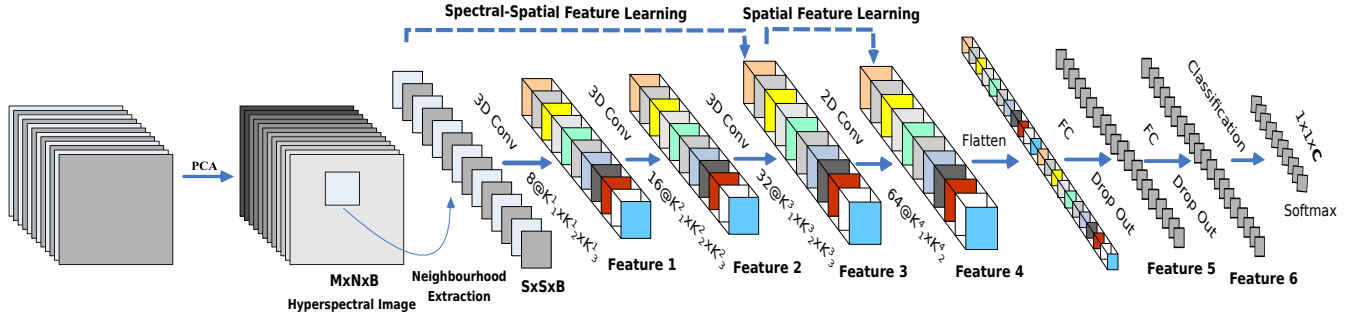 Spectral-Spatial Feature Learning
Spatial Feature Learning
PCA
MxNxB
Hyperspectral Image
Neighbourhood
Extraction
SxSxB
3D Conv
8@K¹₁xK¹₂xK¹₃
Feature 1
3D Conv
16@K²₁xK²₂xK²₃
Feature 2
3D Conv
32@K³₁xK³₂xK³₃
Feature 3
2D Conv
64@K⁴₁xK⁴₂
Feature 4
Flatten
FC
Drop Out
Feature 5
FC
Drop Out
Feature 6
Classification
1x1xC
Softmax